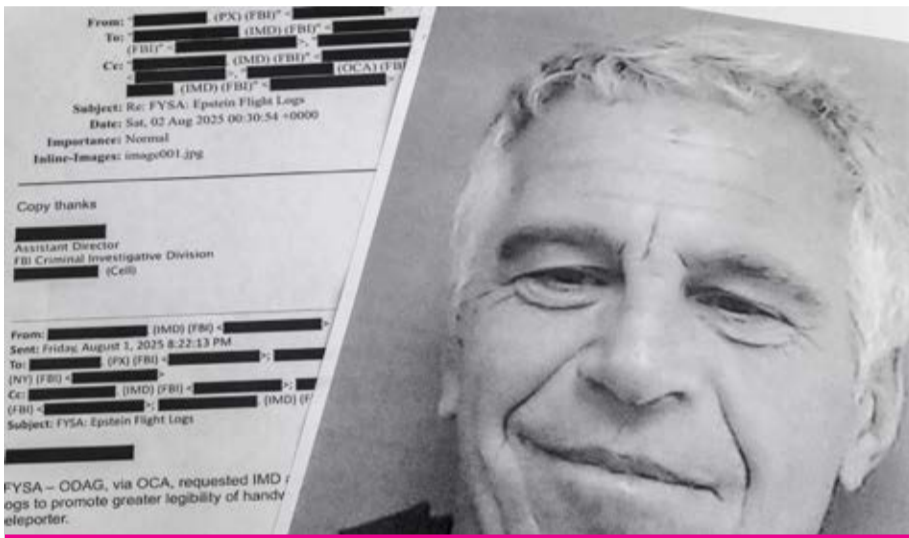 From: " , (PX) (FBI)" < >
To: " , (IMD) (FBI)" <
(FBI)" < >, "
Cc: " , (IMD) (FBI)" <
< >, " (OCA) (FBI
, (IMD) (FBI)" < >
Subject: Re: FYSA: Epstein Flight Logs
Date: Sat, 02 Aug 2025 00:30:54 +0000
Importance: Normal
Inline-Images: image001.jpg
Copy thanks
Assistant Director
FBI Criminal Investigative Division
(Cell)
From: , (IMD) (FBI) < >
Sent: Friday, August 1, 2025 8:22:13 PM
To: , (PX) (FBI) < >;
(NY) (FBI) < >
Cc: , (IMD) (FBI) < >;
(FBI) < >; , (IMD) (F
Subject: FYSA: Epstein Flight Logs
FYSA – ODAG, via OCA, requested IMD
ogs to promote greater legibility of handw
eleporter.